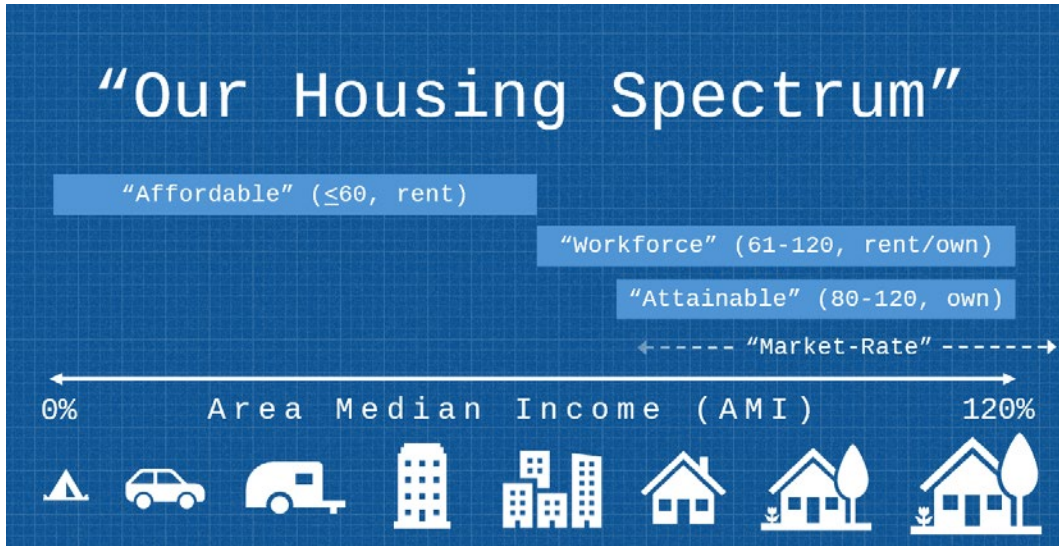 “Our Housing Spectrum”
“Affordable” (≤60, rent)
“Workforce” (61-120, rent/own)
“Attainable” (80-120, own)
“Market-Rate”
0% Area Median Income (AMI) 120%